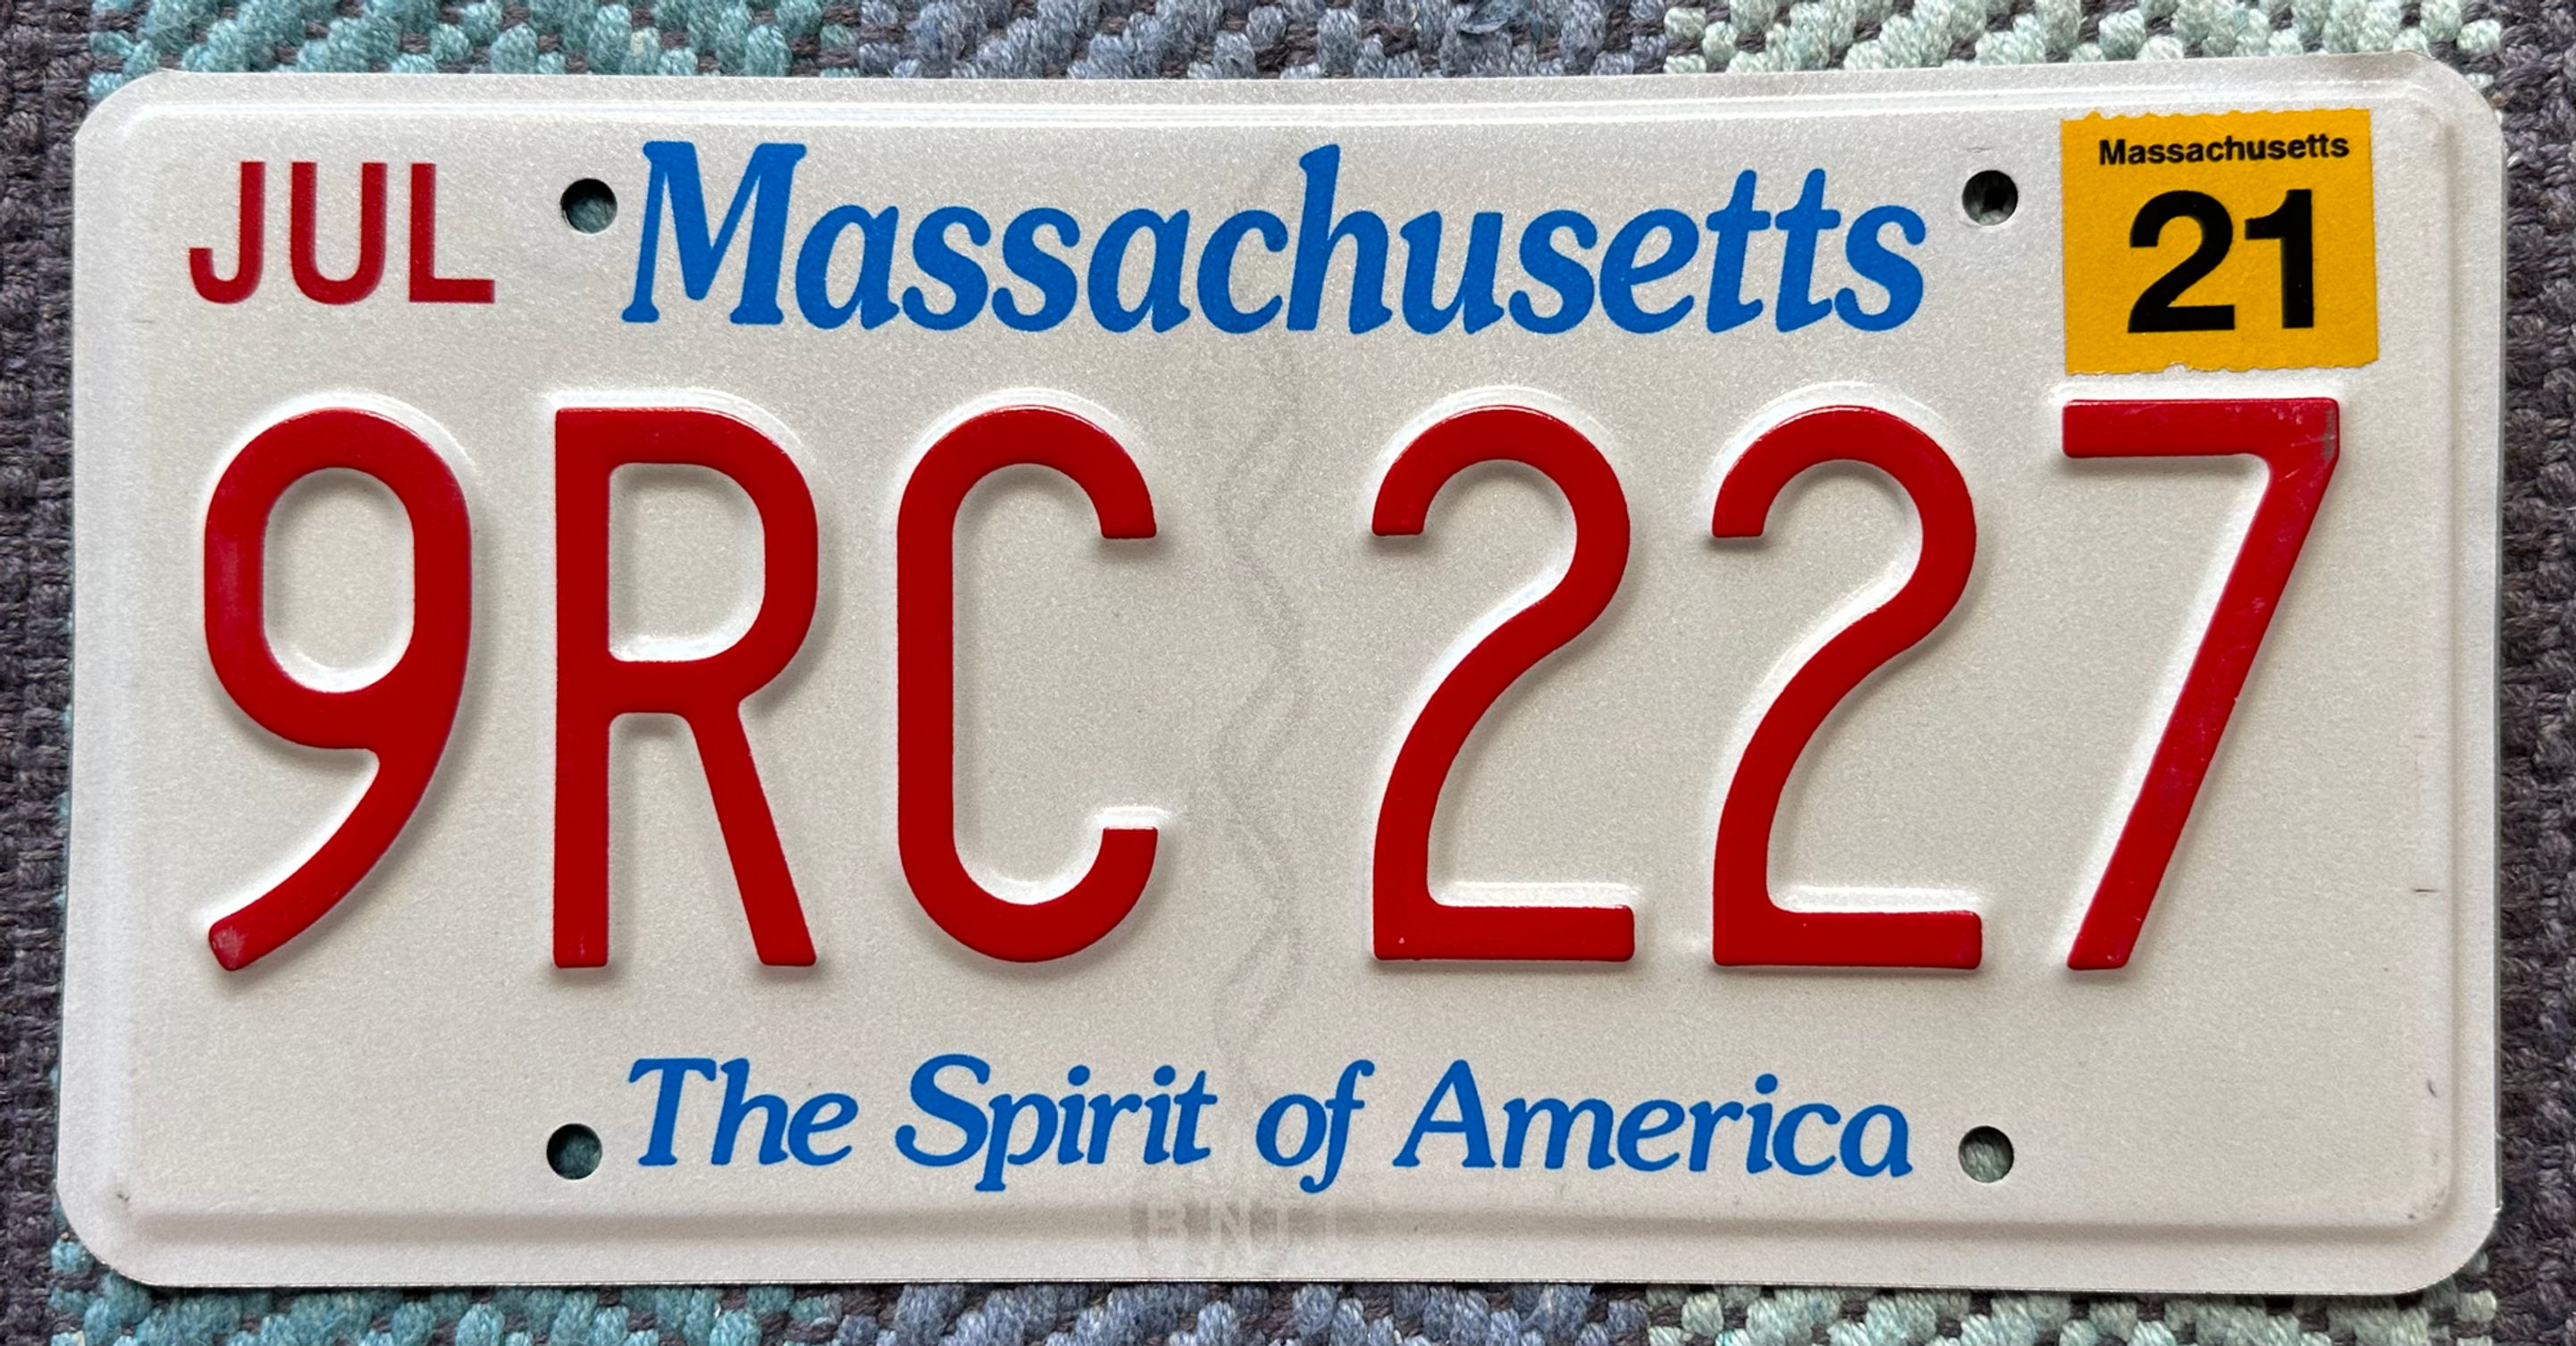 JUL Massachusetts
Massachusetts
21
9RC 227
The Spirit of America